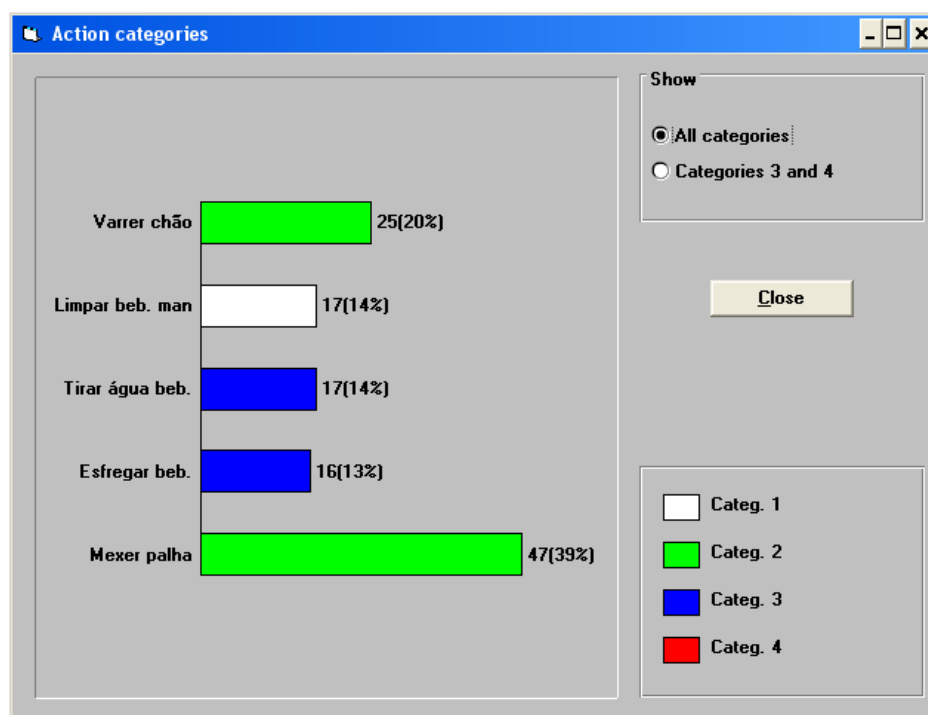 Action categories
Varrer chão
25(20%)
Limpar beb. man
17(14%)
Tirar água beb.
17(14%)
Esfregar beb.
16(13%)
Mexer palha
47(39%)
Show
All categories
Categories 3 and 4
Close
Categ. 1
Categ. 2
Categ. 3
Categ. 4